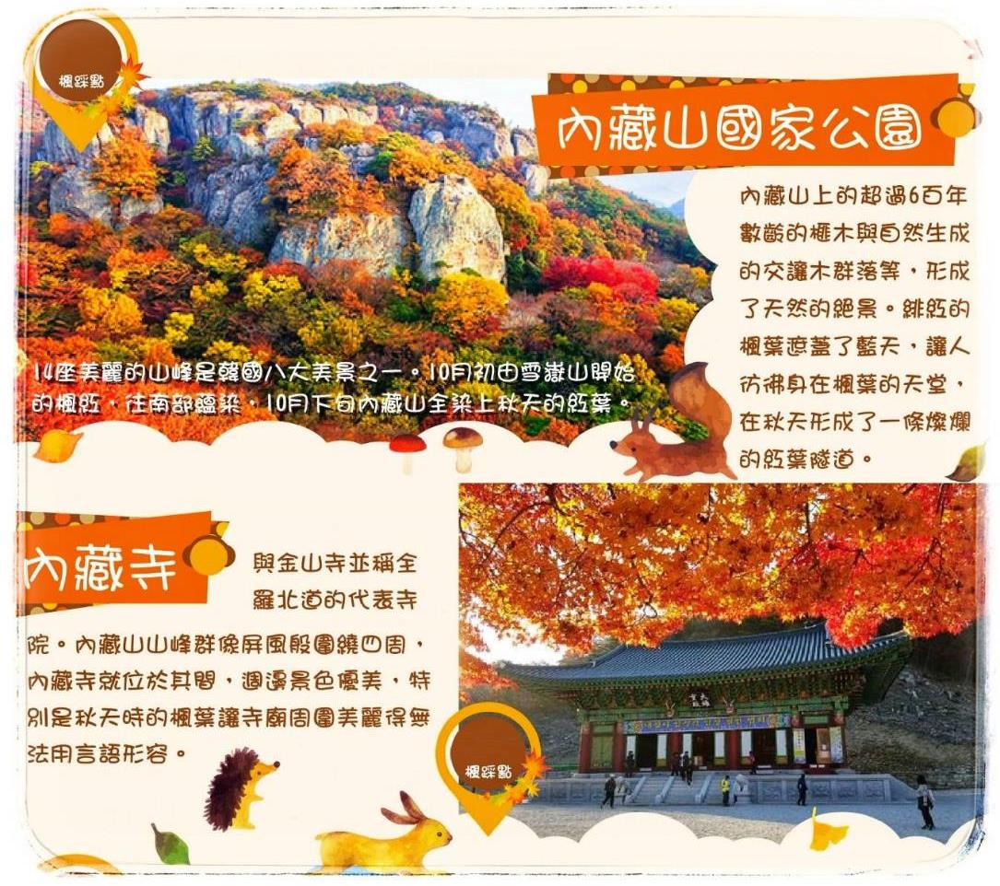 楓踩點
內藏山國家公園
內藏山上的超過6百年
數齡的榧木與自然生成
的交讓木群落等，形成
了天然的絕景。緋紅的
楓葉遮蓋了藍天，讓人
仿彿身在楓葉的天堂，
在秋天形成了一條燦爛
的紅葉隧道。
14座美麗的山峰是韓國八大美景之一。10月初由雪嶽山開始
的楓紅，往南部蘊染，10月下旬內藏山全染上秋天的紅葉。
內藏寺
與金山寺並稱全
羅北道的代表寺
院。內藏山山峰群像屏風般圍繞四周，
內藏寺就位於其間，週邊景色優美，特
別是秋天時的楓葉讓寺廟周圍美麗得無
法用言語形容。
楓踩點